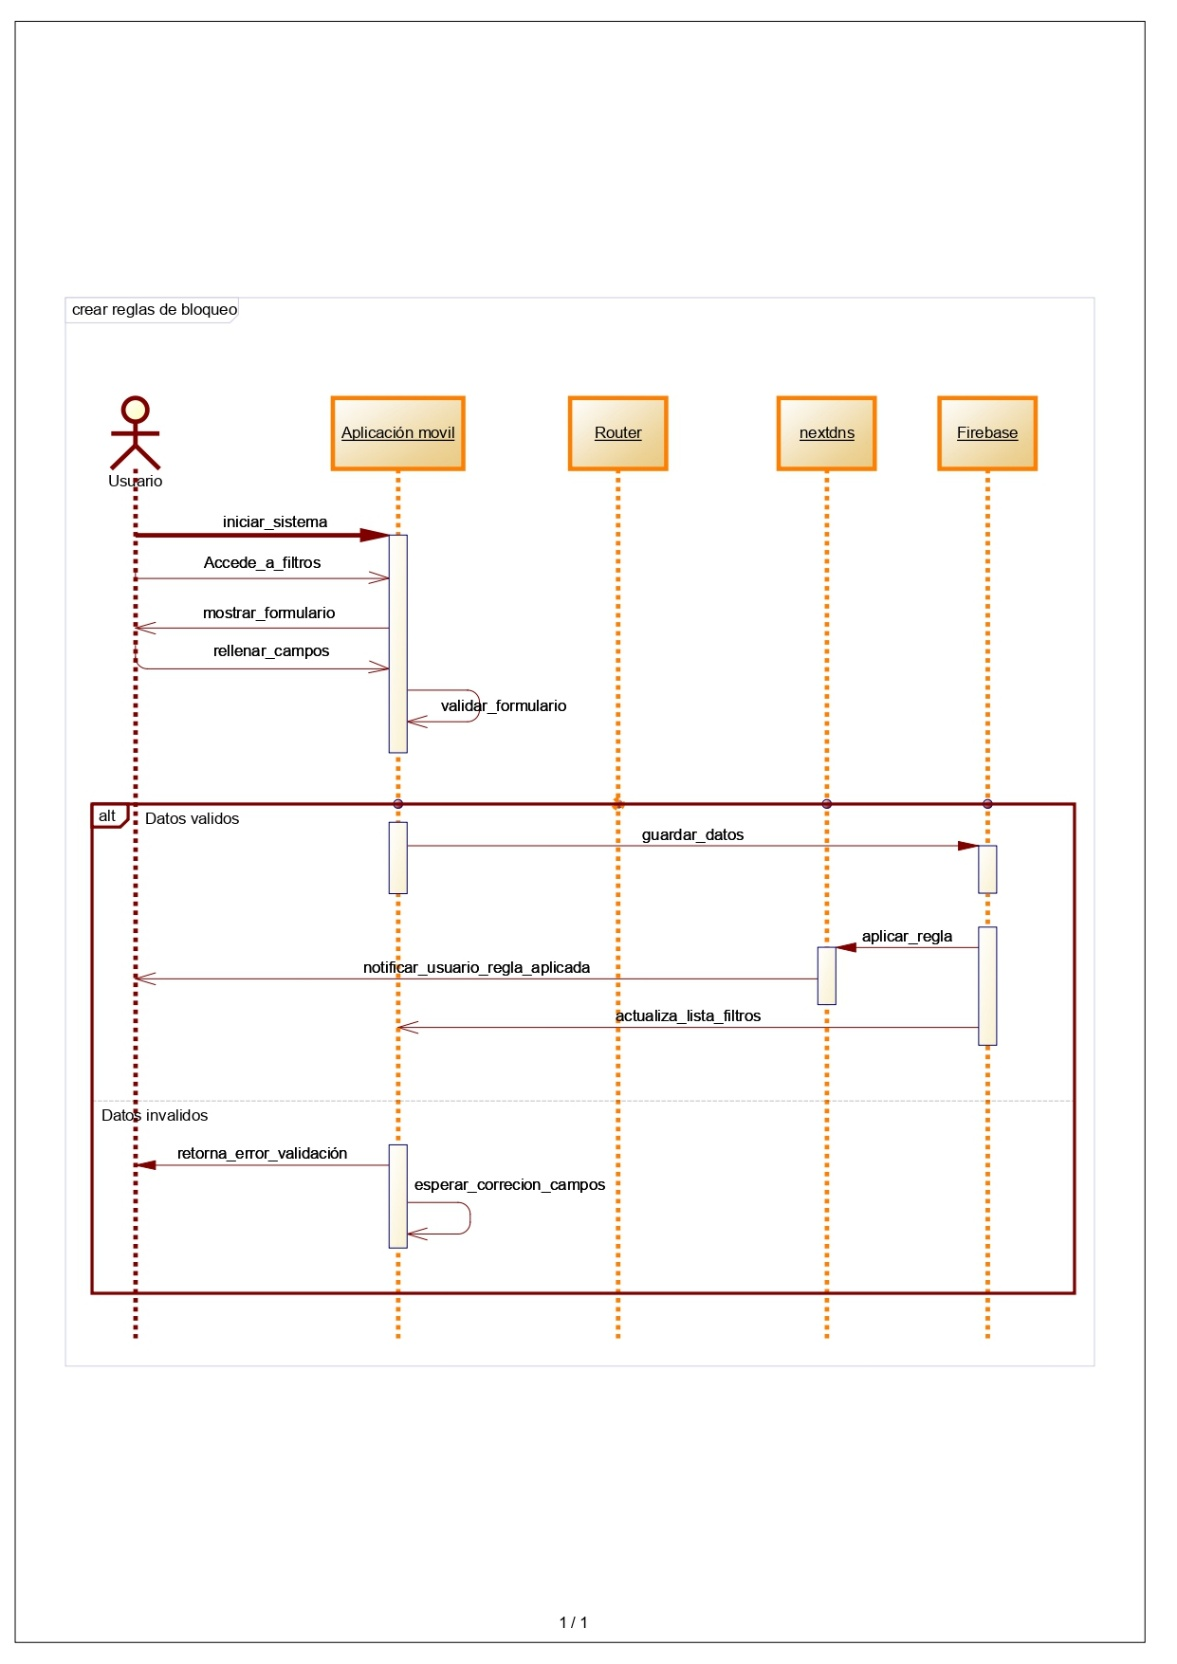 crear reglas de bloqueo
Usuario
Aplicación movil
Router
nextdns
Firebase
iniciar_sistema
Accede_a_filtros
mostrar_formulario
rellenar_campos
validar_formulario
alt
Datos validos
guardar_datos
aplicar_regla
notificar_usuario_regla_aplicada
actualiza_lista_filtros
Datos invalidos
retorna_error_validación
esperar_correcion_campos
1 / 1